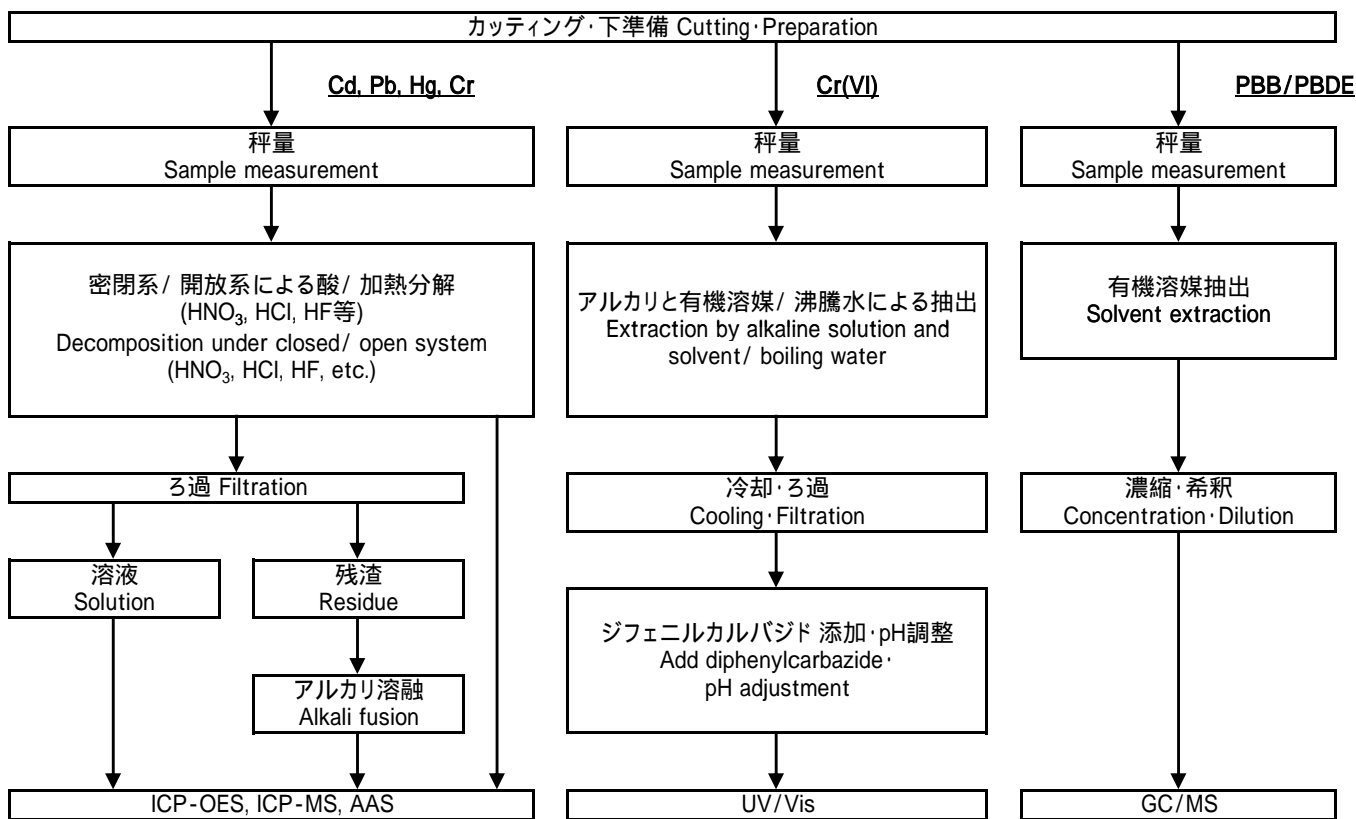 カッティング・下準備 Cutting・Preparation
Cd, Pb, Hg, Cr
Cr(VI)
PBB/PBDE
秤量
Sample measurement
秤量
Sample measurement
秤量
Sample measurement
密閉系/ 開放系による酸/ 加熱分解
(HNO₃, HCl, HF等)
Decomposition under closed/ open system
(HNO₃, HCl, HF, etc.)
アルカリと有機溶媒/ 沸騰水による抽出
Extraction by alkaline solution and
solvent/ boiling water
有機溶媒抽出
Solvent extraction
ろ過 Filtration
冷却・ろ過
Cooling・Filtration
濃縮・希釈
Concentration・Dilution
溶液
Solution
残渣
Residue
アルカリ溶融
Alkali fusion
ジフェニルカルバジド 添加・pH調整
Add diphenylcarbazide・
pH adjustment
ICP-OES, ICP-MS, AAS
UV/Vis
GC/MS